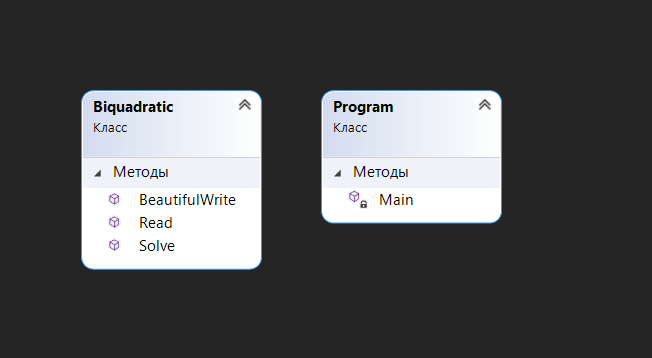 Biquadratic
Класс
Методы
BeautifulWrite
Read
Solve
Program
Класс
Методы
Main